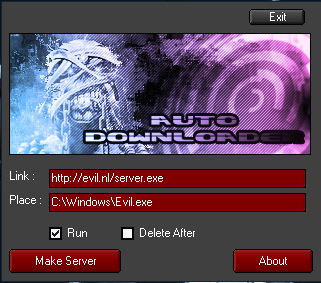 Exit
AUTO
DOWNLOADER
Link : http://evil.nl/server.exe
Place : C:\Windows\Evil.exe
Run Delete After
Make Server About